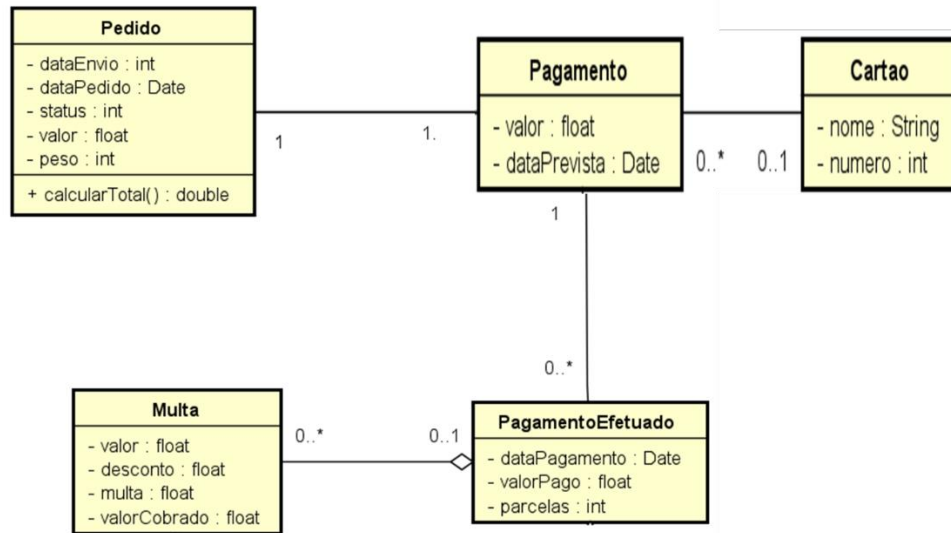 Pedido
- dataEnvio : int
- dataPedido : Date
- status : int
- valor : float
- peso : int
+ calcularTotal() : double
1
1.
Pagamento
- valor : float
- dataPrevista : Date
0..*
0..1
Cartao
- nome : String
- numero : int
1
0..*
Multa
- valor : float
- desconto : float
- multa : float
- valorCobrado : float
0..*
0..1
PagamentoEfetuado
- dataPagamento : Date
- valorPago : float
- parcelas : int